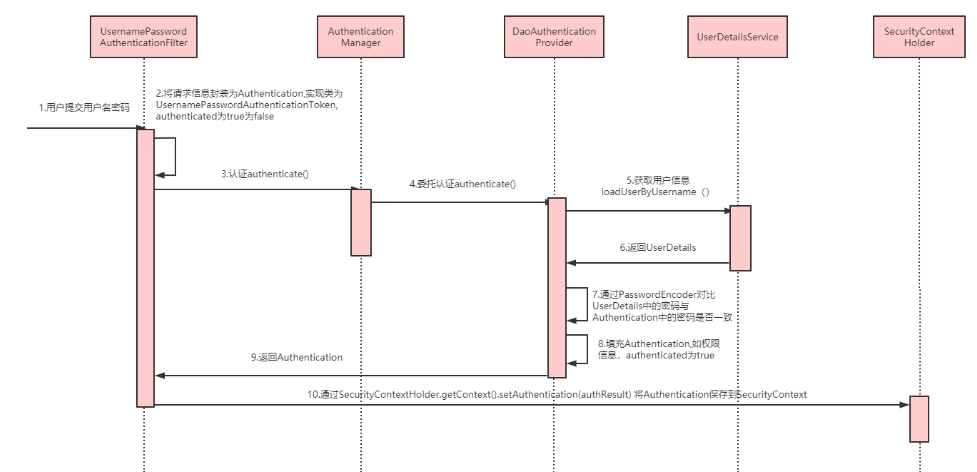 UsernamePassword
AuthenticationFilter
Authentication
Manager
DaoAuthentication
Provider
UserDetailsService
SecurityContext
Holder
1.用户提交用户名密码
2.将请求信息封装为Authentication,实现类为
UsernamePasswordAuthenticationToken,
authenticated为true为false
3.认证authenticate()
4.委托认证authenticate()
5.获取用户信息
loadUserByUsername（）
6.返回UserDetails
7.通过PasswordEncoder对比
UserDetails中的密码与
Authentication中的密码是否一致
8.填充Authentication,如权限
信息，authenticated为true
9.返回Authentication
10.通过SecurityContextHolder.getContext().setAuthentication(authResult) 将Authentication保存到SecurityContext